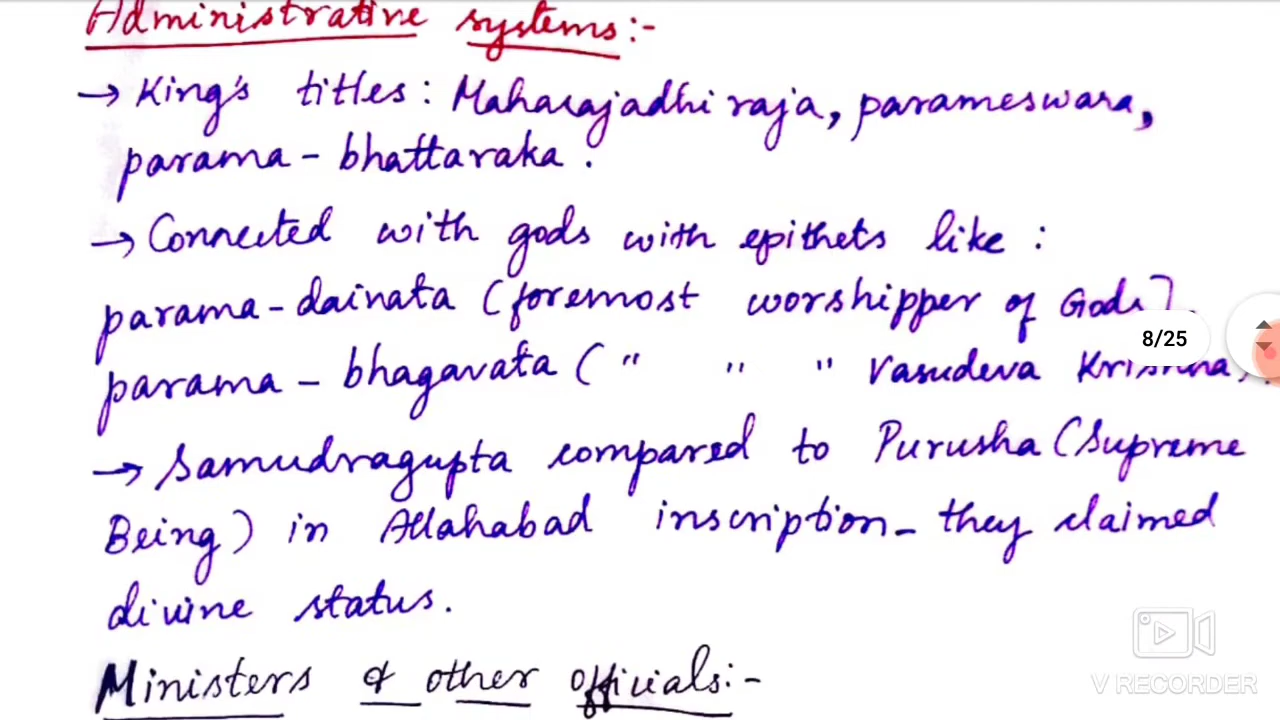 Administrative systems:-
→ King's titles: Maharajadhiraja, parameswara,
parama-bhattaraka.
→ Connected with gods with epithets like :
parama-dainata (foremost worshipper of Gods)
8/25
parama - bhagavata ( " " " Vasudeva Krishna)
→ Samudragupta compared to Purusha (Supreme
Being) in Allahabad inscription - they claimed
divine status.
Ministers & other officials:-
V RECORDER